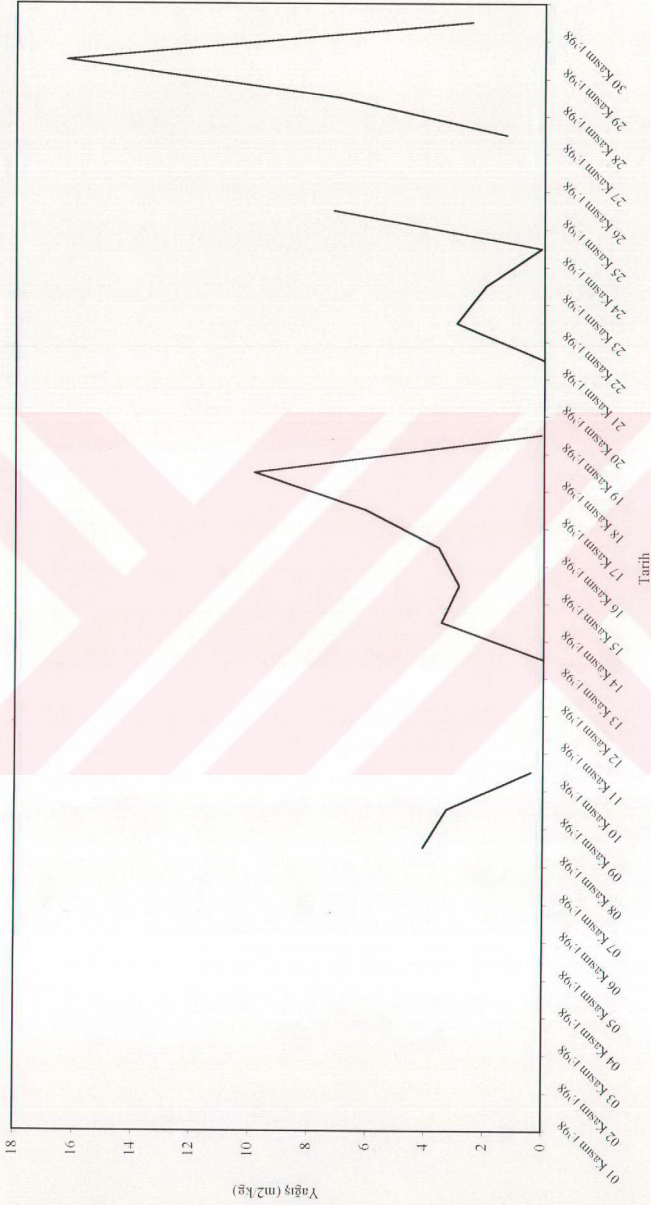 Yağış (m2/kg)
18
16
14
12
10
8
6
4
2
0
01 Kasım 1998
02 Kasım 1998
03 Kasım 1998
04 Kasım 1998
05 Kasım 1998
06 Kasım 1998
07 Kasım 1998
08 Kasım 1998
09 Kasım 1998
10 Kasım 1998
11 Kasım 1998
12 Kasım 1998
13 Kasım 1998
14 Kasım 1998
15 Kasım 1998
16 Kasım 1998
17 Kasım 1998
18 Kasım 1998
19 Kasım 1998
20 Kasım 1998
21 Kasım 1998
22 Kasım 1998
23 Kasım 1998
24 Kasım 1998
25 Kasım 1998
26 Kasım 1998
27 Kasım 1998
28 Kasım 1998
29 Kasım 1998
30 Kasım 1998
Tarih